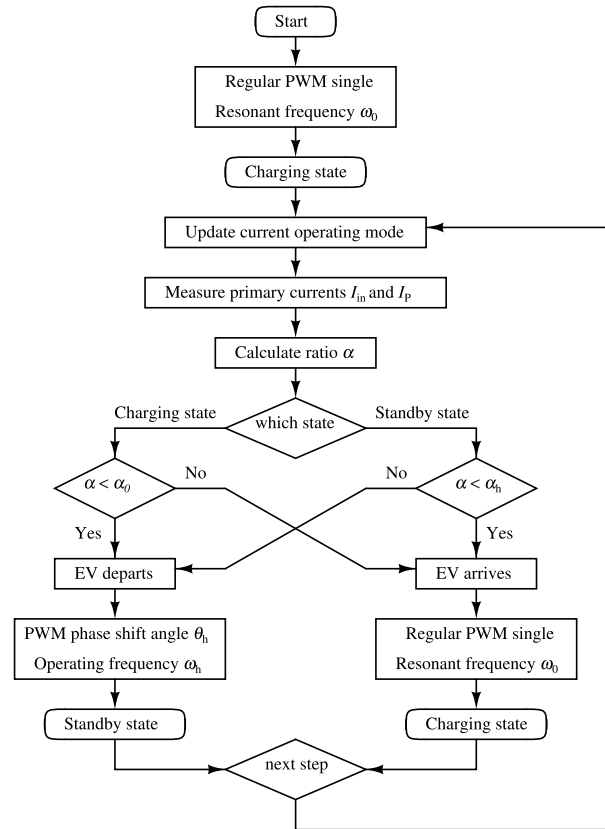 Start
Regular PWM single
Resonant frequency ω₀
Charging state
Update current operating mode
Measure primary currents Iin and IP
Calculate ratio α
Charging state
which state
Standby state
α < α₀
No
No
α < αh
Yes
Yes
EV departs
EV arrives
PWM phase shift angle θh
Operating frequency ωh
Regular PWM single
Resonant frequency ω₀
Standby state
Charging state
next step